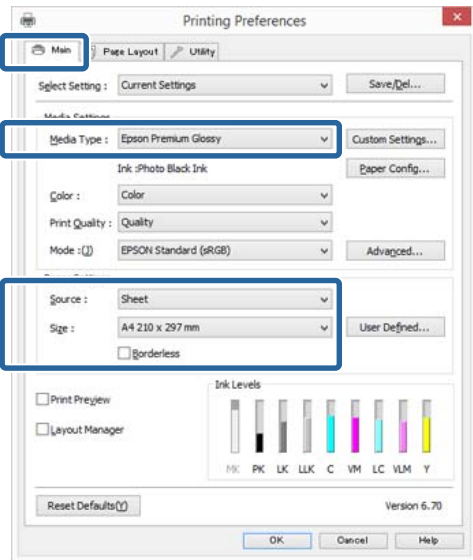 Printing Preferences
Main Page Layout Utility
Select Setting : Current Settings Save/Del...
Media Settings
Media Type : Epson Premium Glossy Custom Settings...
Ink :Photo Black Ink Paper Config...
Color : Color
Print Quality : Quality
Mode :(J) EPSON Standard (sRGB) Advanced...
Source : Sheet
Size : A4 210 x 297 mm User Defined...
Borderless
Ink Levels
Print Preview
Layout Manager
MK PK LK LLK C VM LC VLM Y
Reset Defaults(Y) Version 6.70
OK Cancel Help